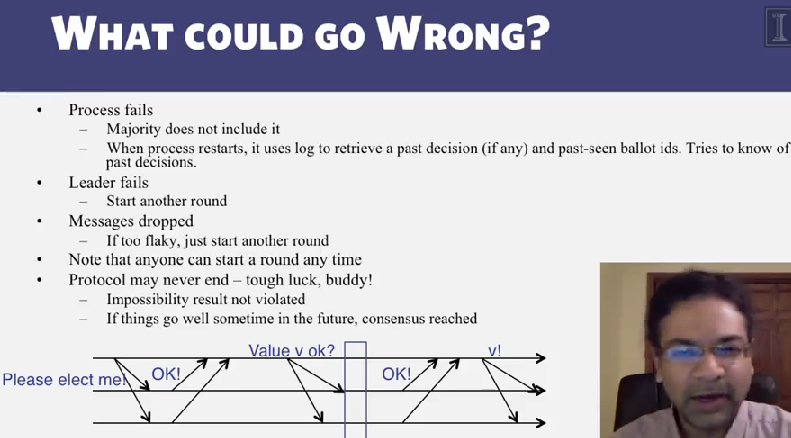 WHAT COULD GO WRONG?
I
• Process fails
– Majority does not include it
– When process restarts, it uses log to retrieve a past decision (if any) and past-seen ballot ids. Tries to know of
past decisions.
• Leader fails
– Start another round
• Messages dropped
– If too flaky, just start another round
• Note that anyone can start a round any time
• Protocol may never end – tough luck, buddy!
– Impossibility result not violated
– If things go well sometime in the future, consensus reached
Please elect me!
OK!
Value v ok?
OK!
v!